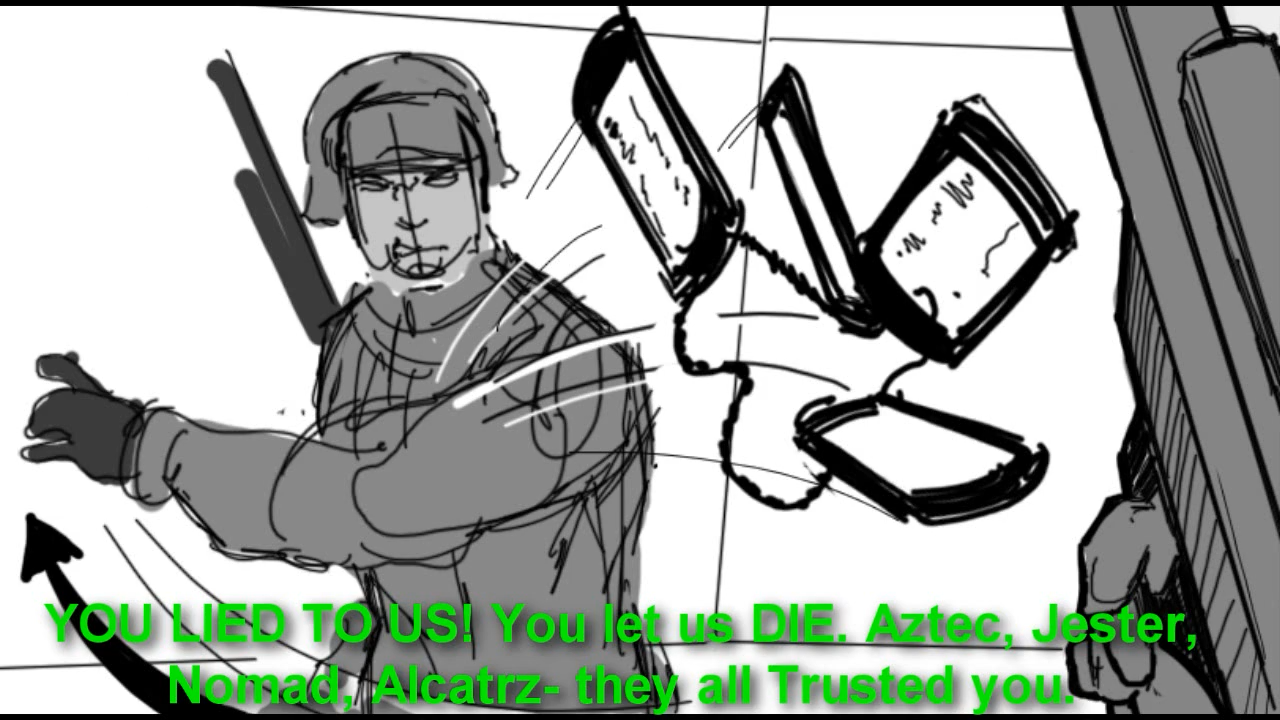 YOU LIED TO US! You let us DIE. Aztec, Jester,
Nomad, Alcatrz- they all Trusted you.